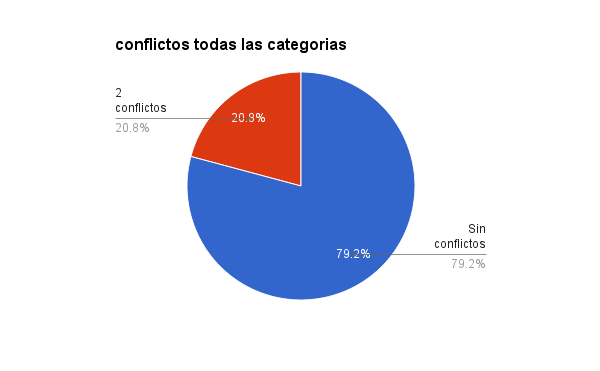 conflictos todas las categorias
2
conflictos
20.8%
20.8%
79.2%
Sin
conflictos
79.2%